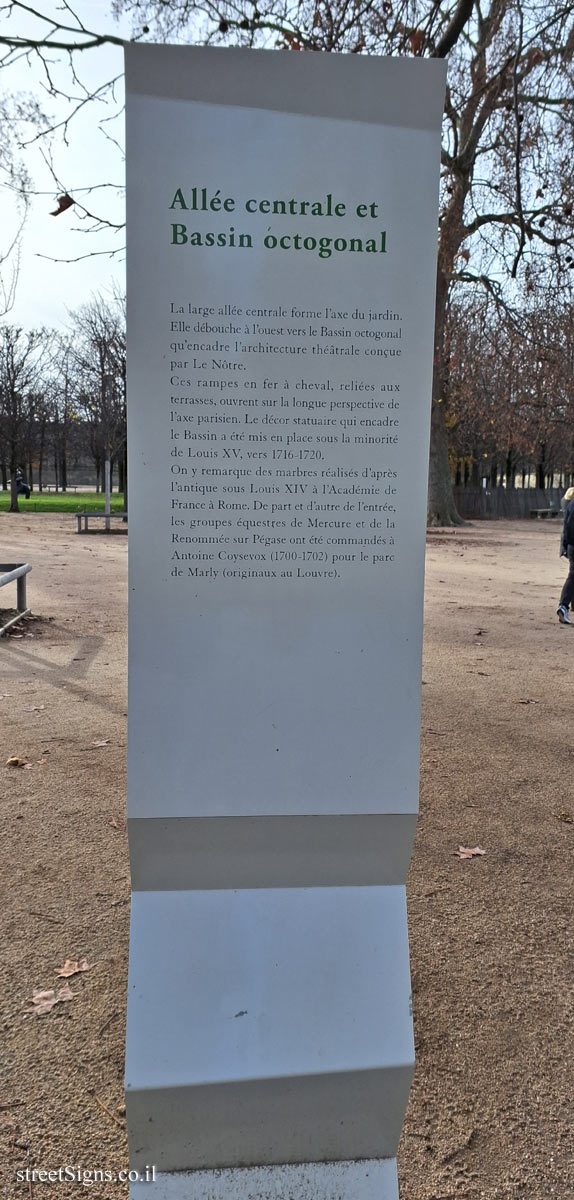 Allée centrale et
Bassin octogonal
La large allée centrale forme l'axe du jardin.
Elle débouche à l'ouest vers le Bassin octogonal
qu'encadre l'architecture théâtrale conçue
par Le Nôtre.
Ces rampes en fer à cheval, reliées aux
terrasses, ouvrent sur la longue perspective de
l'axe parisien. Le décor statuaire qui encadre
le Bassin a été mis en place sous la minorité
de Louis XV, vers 1716-1720.
On y remarque des marbres réalisés d'après
l'antique sous Louis XIV à l'Académie de
France à Rome. De part et d'autre de l'entrée,
les groupes équestres de Mercure et de la
Renommée sur Pégase ont été commandés à
Antoine Coysevox (1700-1702) pour le parc
de Marly (originaux au Louvre).
streetSigns.co.il